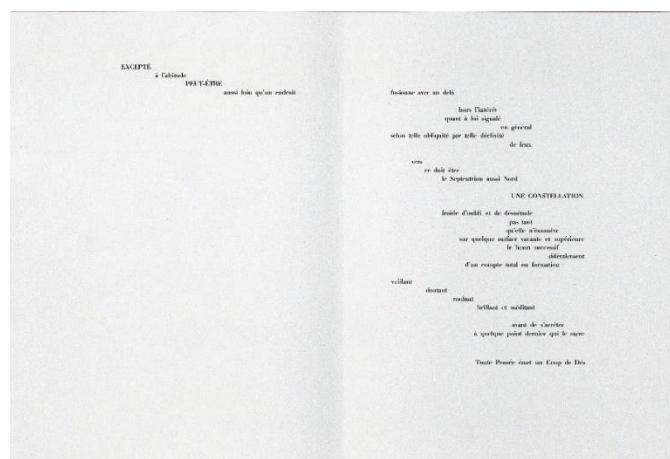 EXCEPTÉ
à l'altitude
PEUT-ÊTRE
aussi loin qu'un endroit
fusionne avec au delà
hors l'intérêt
quant à lui signalé
en général
selon telle obliquité par telle déclivité
de feux
vers
ce doit être
le Septentrion aussi Nord
UNE CONSTELLATION
froide d'oubli et de désuétude
pas tant
qu'elle n'énumère
sur quelque surface vacante et supérieure
le heurt successif
sidéralement
d'un compte total en formation
veillant
doutant
roulant
brillant et méditant
avant de s'arrêter
à quelque point dernier qui le sacre
Toute Pensée émet un Coup de Dés